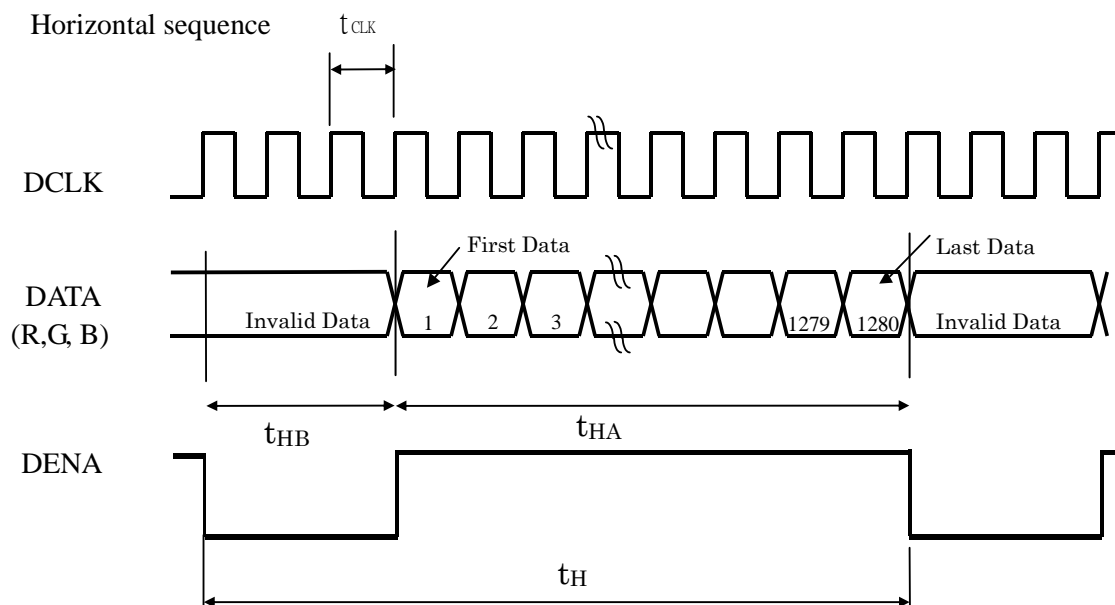 Horizontal sequence
tCLK
DCLK
First Data
Last Data
DATA
(R,G, B)
Invalid Data
1
2
3
1279
1280
Invalid Data
tHB
tHA
DENA
tH